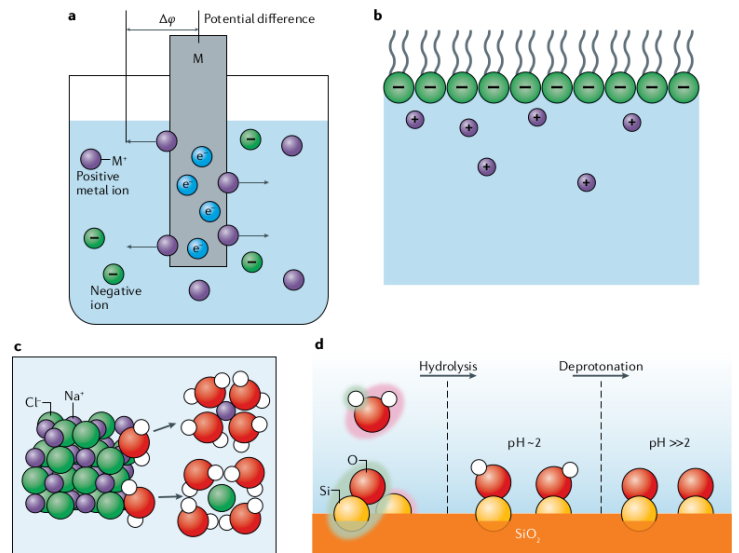 a
Δφ
Potential difference
M
M⁺
Positive
metal ion
e⁻
e⁻
e⁻
e⁻
−
−
−
−
Negative
ion
b
− − − − − − − − − −
+ + + + + +
c
Cl⁻
Na⁺
d
Hydrolysis
Deprotonation
pH ~2
pH >>2
O
Si
SiO₂